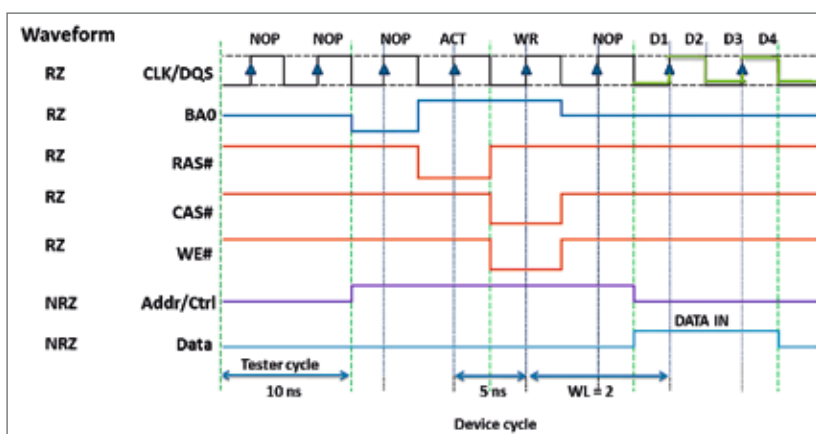 Waveform
NOP NOP NOP ACT WR NOP D1 D2 D3 D4
RZ CLK/DQS
RZ BA0
RZ RAS#
RZ CAS#
RZ WE#
NRZ Addr/Ctrl
DATA IN
NRZ Data
Tester cycle
10 ns 5 ns WL = 2
Device cycle